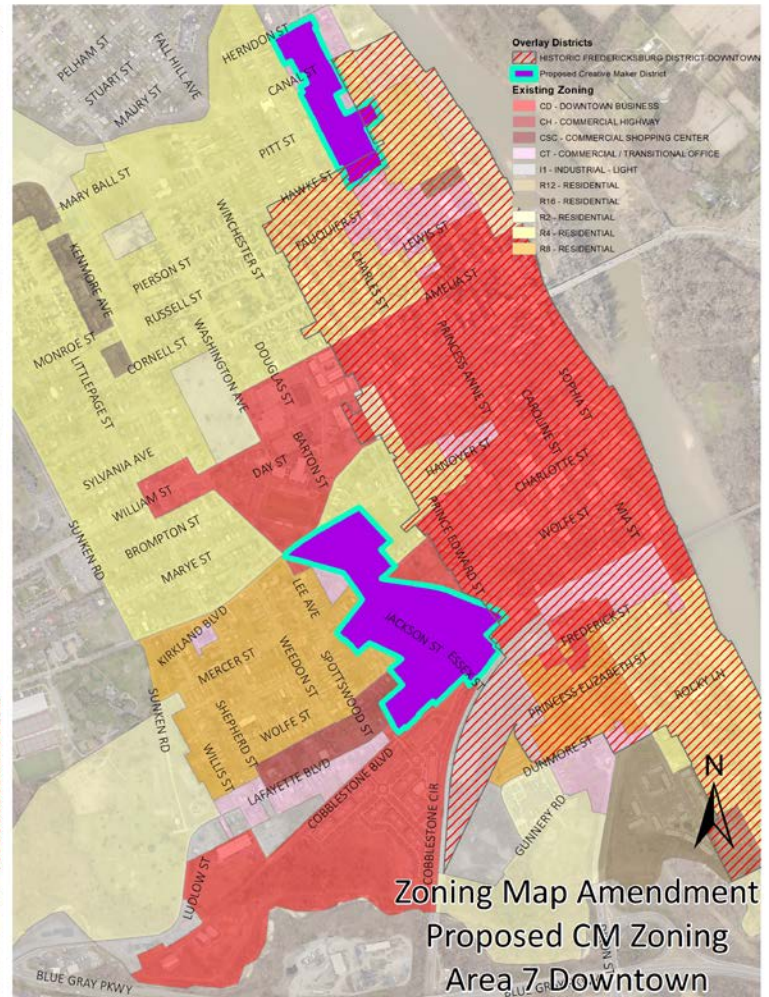 PELHAM ST
STUART ST
MAURY ST
FALL HILL AVE
HERNDON ST
CANAL ST
PITT ST
HAWKE ST
MARY BALL ST
WINCHESTER ST
FAUQUIER ST
LEWIS ST
CHARLES ST
AMELIA ST
KENMORE AVE
PIERSON ST
RUSSELL ST
MONROE ST
CORNELL ST
LITTLEPAGE ST
WASHINGTON AVE
DOUGLAS ST
PRINCESS ANNE ST
SOPHIA ST
CAROLINE ST
HANOVER ST
CHARLOTTE ST
BARTON ST
DAY ST
SYLVANIA AVE
WILLIAM ST
BROMPTON ST
MARYE ST
SUNKEN RD
PRINCE EDWARD ST
WOLFE ST
MIA ST
LEE AVE
JACKSON ST
ESSEX ST
FREDERICK ST
KIRKLAND BLVD
MERCER ST
WEEDON ST
SPOTTSWOOD ST
PRINCESS ELIZABETH ST
ROCKY LN
SUNKEN RD
SHEPHERD ST
WOLFE ST
WILLIS ST
LAFAYETTE BLVD
COBBLESTONE BLVD
DUNMORE ST
COBBLESTONE CIR
GUNNERY RD
LUDLOW ST
BLUE GRAY PKWY
BLUE GRAY
Overlay Districts
HISTORIC FREDERICKSBURG DISTRICT-DOWNTOWN
Proposed Creative Maker District
Existing Zoning
CD - DOWNTOWN BUSINESS
CH - COMMERCIAL HIGHWAY
CSC - COMMERCIAL SHOPPING CENTER
CT - COMMERCIAL / TRANSITIONAL OFFICE
I1 - INDUSTRIAL - LIGHT
R12 - RESIDENTIAL
R16 - RESIDENTIAL
R2 - RESIDENTIAL
R4 - RESIDENTIAL
R8 - RESIDENTIAL
N
Zoning Map Amendment
Proposed CM Zoning
Area 7 Downtown